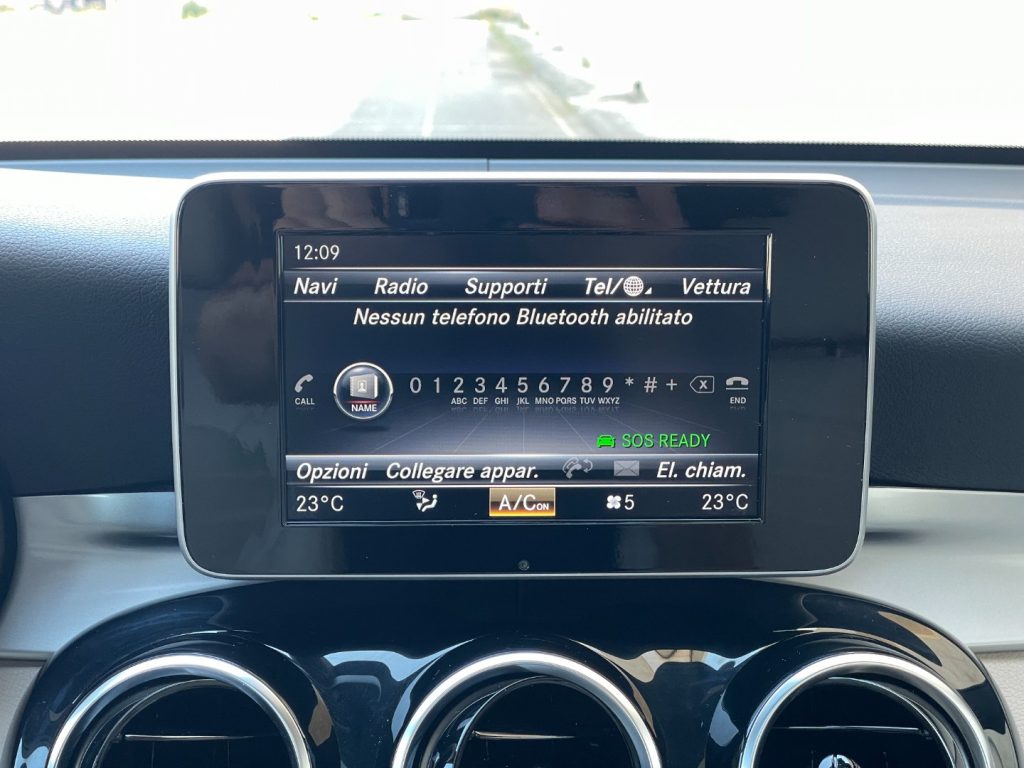 12:09
Navi Radio Supporti Tel/ Vettura
Nessun telefono Bluetooth abilitato
CALL NAME 0 1 2 3 4 5 6 7 8 9 * # + X END
ABC DEF GHI JKL MNO PQRS TUV WXYZ
SOS READY
Opzioni Collegare appar. El. chiam.
23°C A/C ON 5 23°C